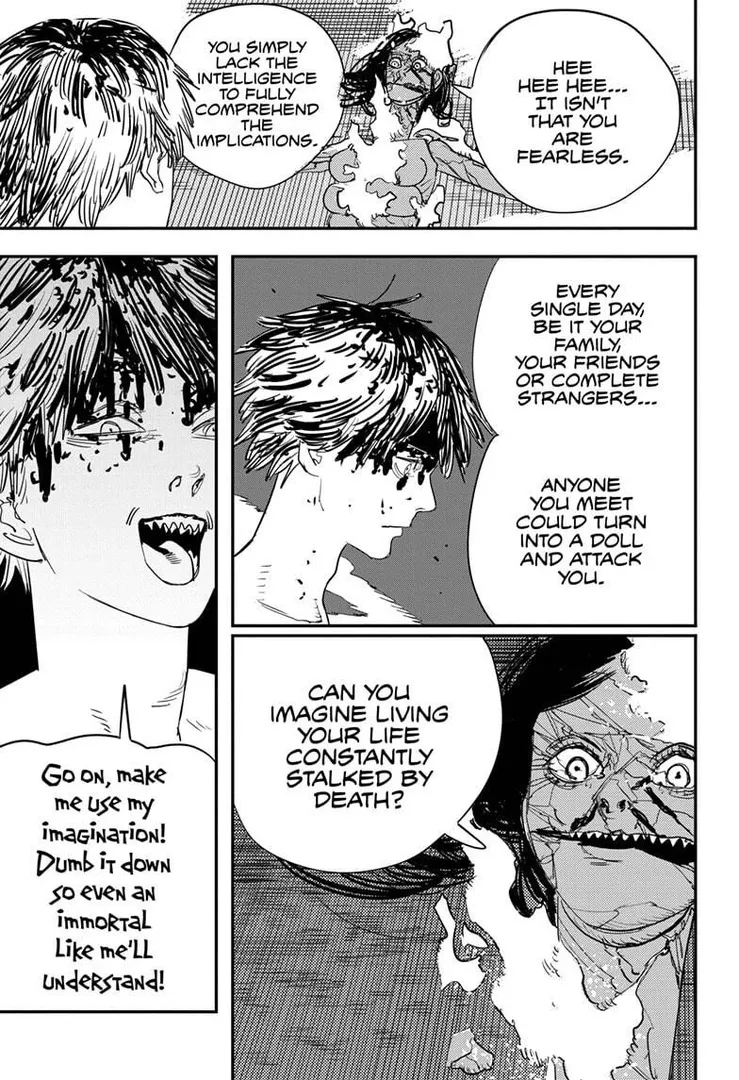 HEE
HEE HEE...
IT ISN'T
THAT YOU
ARE
FEARLESS.
YOU SIMPLY
LACK THE
INTELLIGENCE
TO FULLY
COMPREHEND
THE
IMPLICATIONS.
EVERY
SINGLE DAY,
BE IT YOUR
FAMILY,
YOUR FRIENDS
OR COMPLETE
STRANGERS...
ANYONE
YOU MEET
COULD TURN
INTO A DOLL
AND ATTACK
YOU.
CAN YOU
IMAGINE LIVING
YOUR LIFE
CONSTANTLY
STALKED BY
DEATH?
GO ON, MAKE
ME USE MY
IMAGINATION!
DUMB IT DOWN
SO EVEN AN
IMMORTAL
LIKE ME'LL
UNDERSTAND!